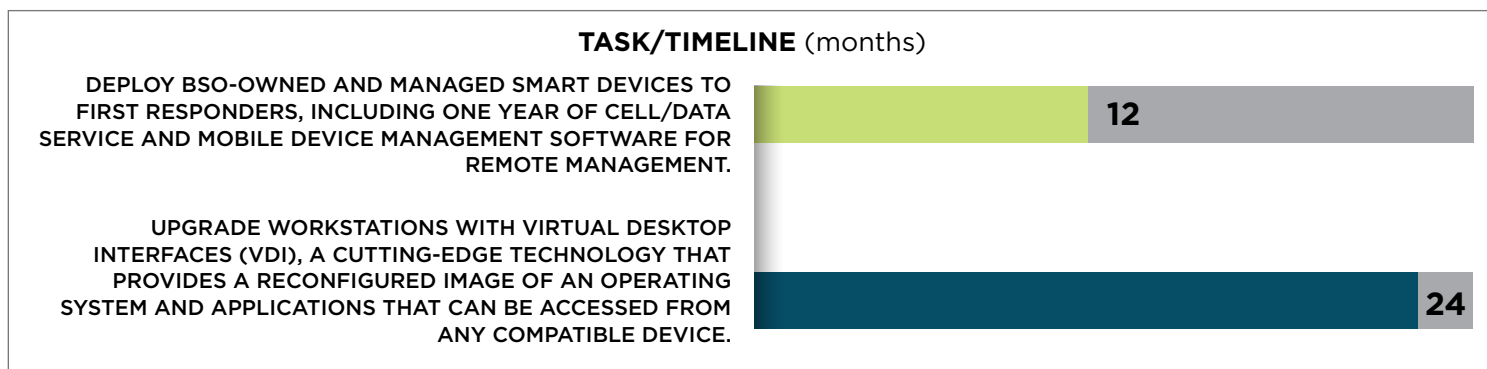 TASK/TIMELINE (months)
DEPLOY BSO-OWNED AND MANAGED SMART DEVICES TO
FIRST RESPONDERS, INCLUDING ONE YEAR OF CELL/DATA
SERVICE AND MOBILE DEVICE MANAGEMENT SOFTWARE FOR
REMOTE MANAGEMENT.
12
UPGRADE WORKSTATIONS WITH VIRTUAL DESKTOP
INTERFACES (VDI), A CUTTING-EDGE TECHNOLOGY THAT
PROVIDES A RECONFIGURED IMAGE OF AN OPERATING
SYSTEM AND APPLICATIONS THAT CAN BE ACCESSED FROM
ANY COMPATIBLE DEVICE.
24